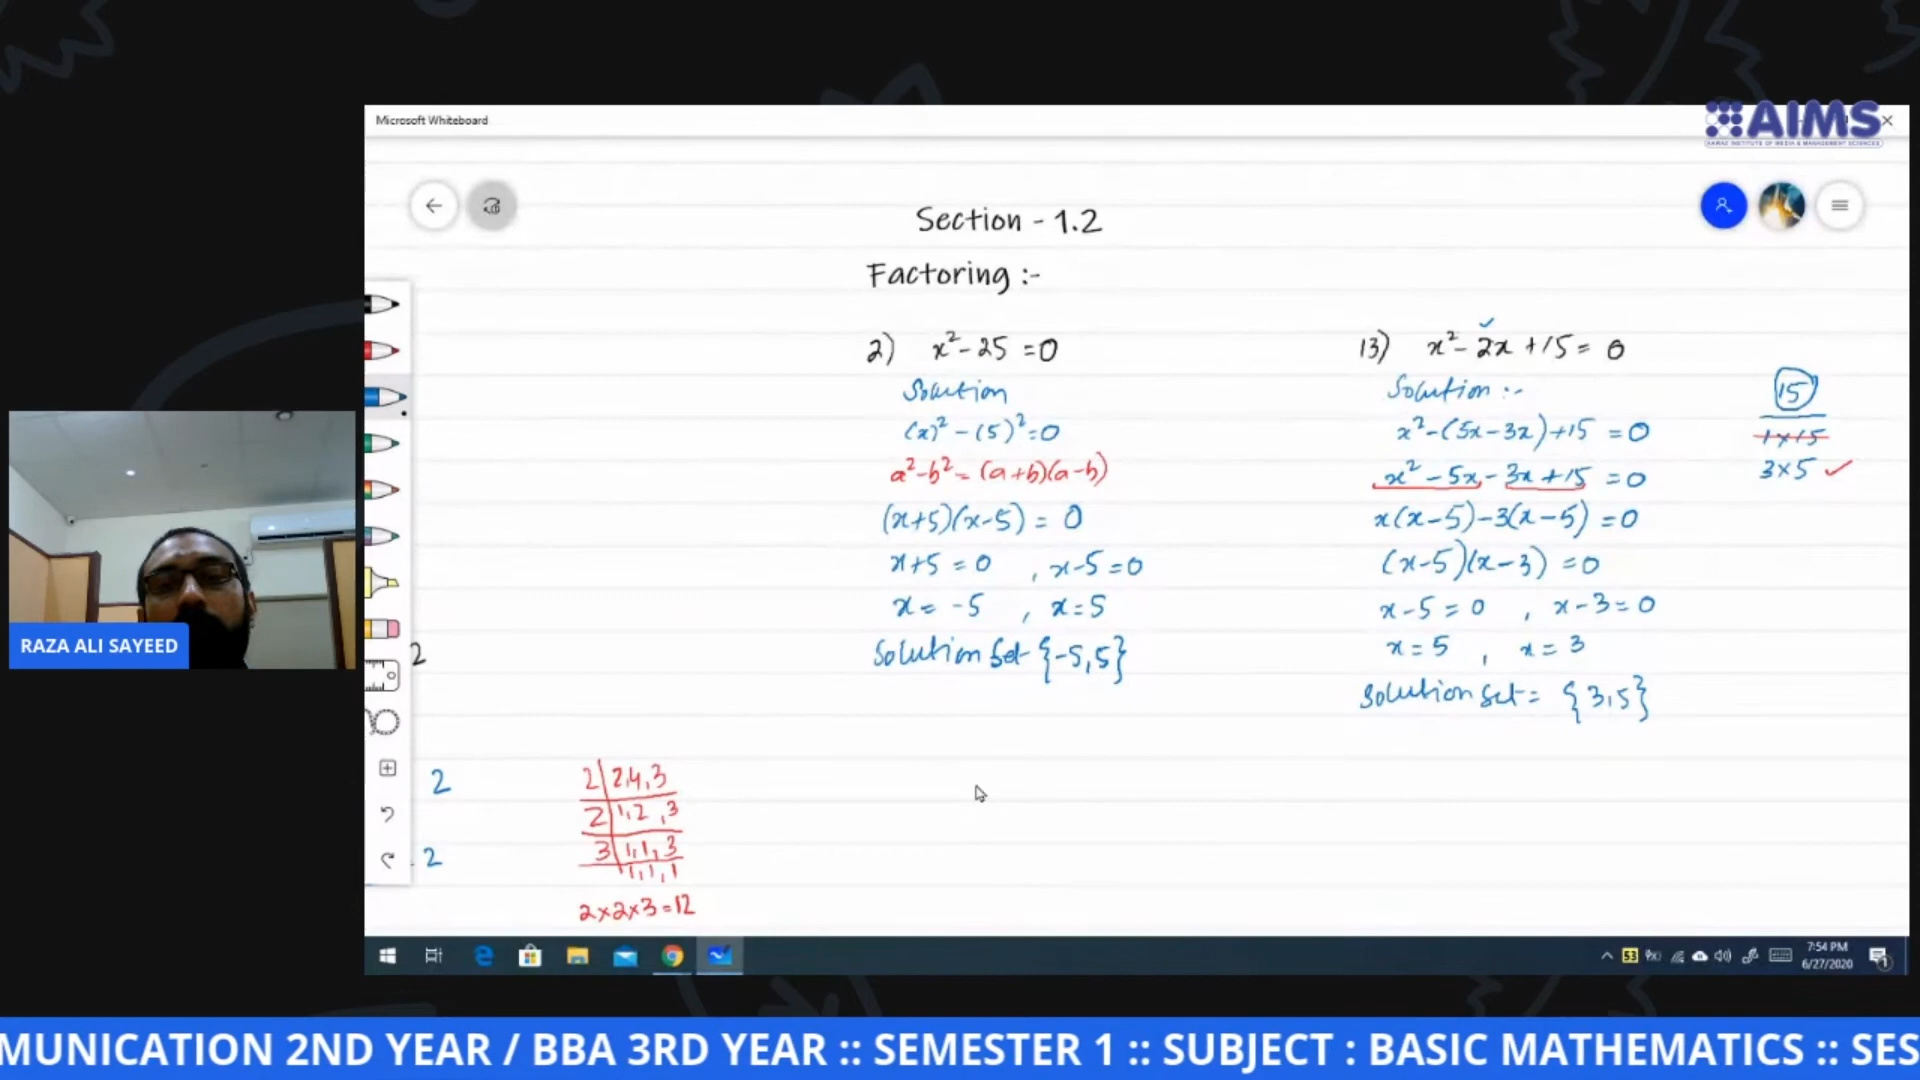 Microsoft Whiteboard
AIMS
Section - 1.2
Factoring :-
2) x² - 25 = 0
Solution
(x)² - (5)² = 0
a² - b² = (a+b)(a-b)
(x+5)(x-5) = 0
x+5 = 0 , x-5 = 0
x = -5 , x = 5
Solution Set {-5,5}
13) x² - 2x + 15 = 0
Solution :-
x² - (5x - 3x) + 15 = 0
x² - 5x - 3x + 15 = 0
x(x-5) - 3(x-5) = 0
(x-5)(x-3) = 0
x-5 = 0 , x-3 = 0
x = 5 , x = 3
Solution Set = {3,5}
15
1×15
3×5
RAZA ALI SAYEED
2
2
2
2 | 2,4,3
2 | 1,2,3
3 | 1,1,3
1,1,1
2×2×3=12
53
7:54 PM
6/27/2020
MUNICATION 2ND YEAR / BBA 3RD YEAR :: SEMESTER 1 :: SUBJECT : BASIC MATHEMATICS :: SES